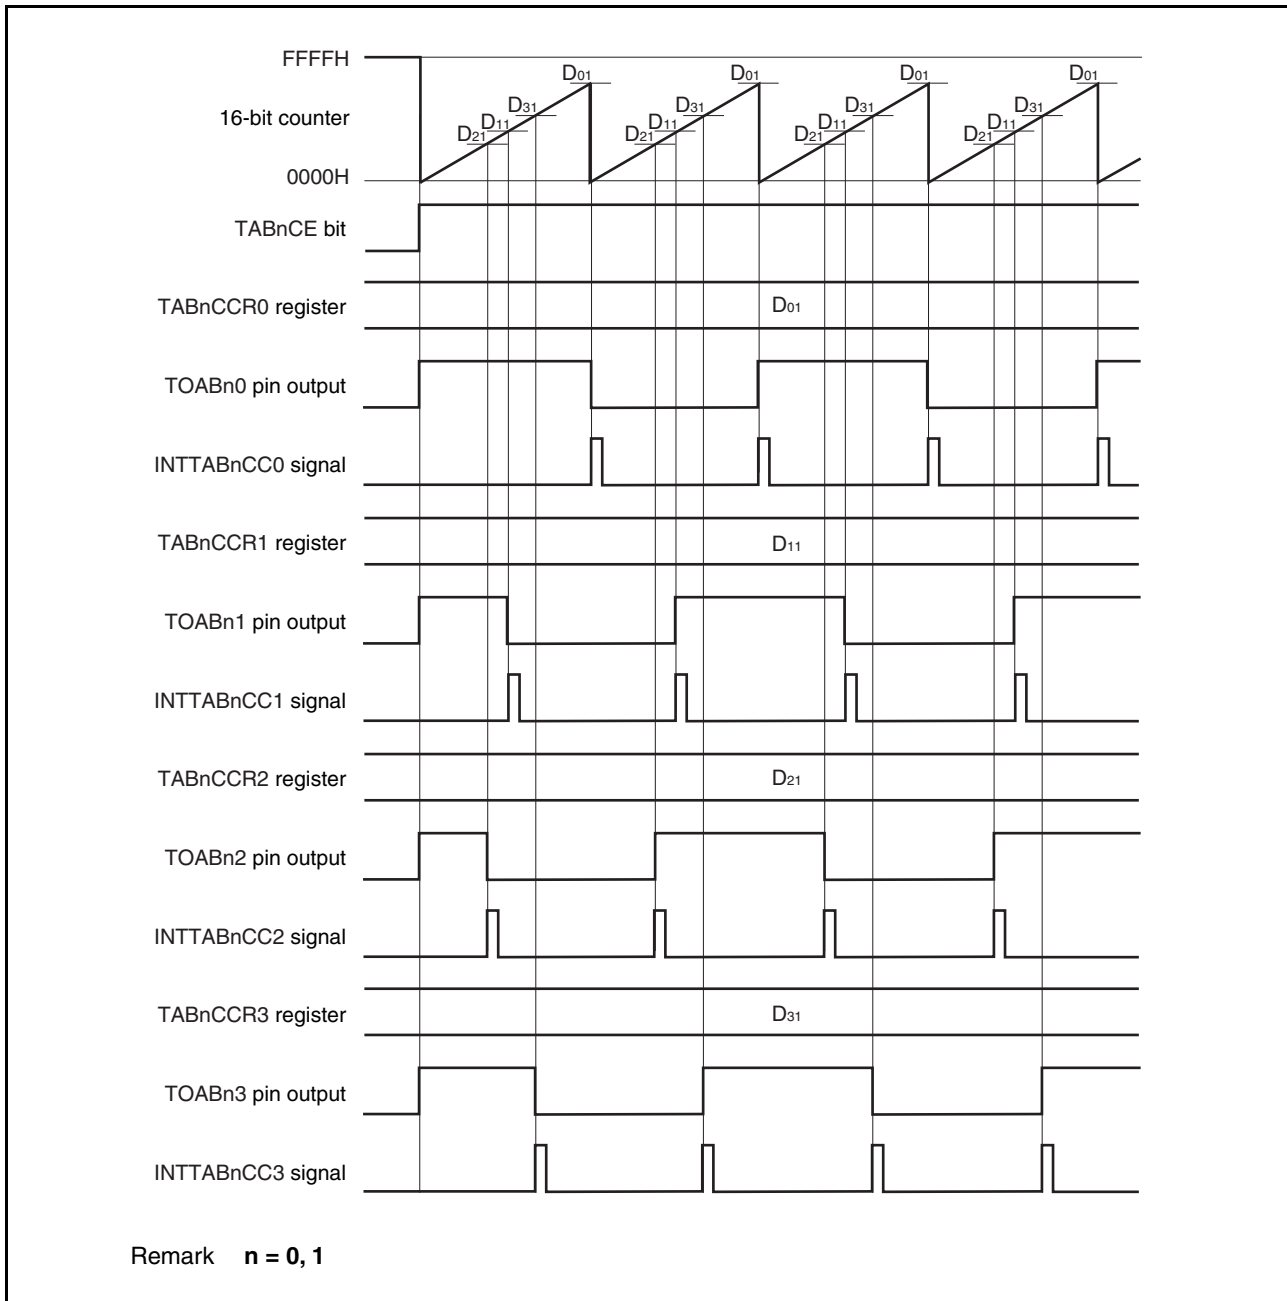 FFFFH
D01 D01 D01 D01
16-bit counter
D31 D31 D31 D31
D11 D11 D11 D11
D21 D21 D21 D21
0000H
TABnCE bit
TABnCCR0 register D01
TOABn0 pin output
INTTABnCC0 signal
TABnCCR1 register D11
TOABn1 pin output
INTTABnCC1 signal
TABnCCR2 register D21
TOABn2 pin output
INTTABnCC2 signal
TABnCCR3 register D31
TOABn3 pin output
INTTABnCC3 signal
Remark n = 0, 1